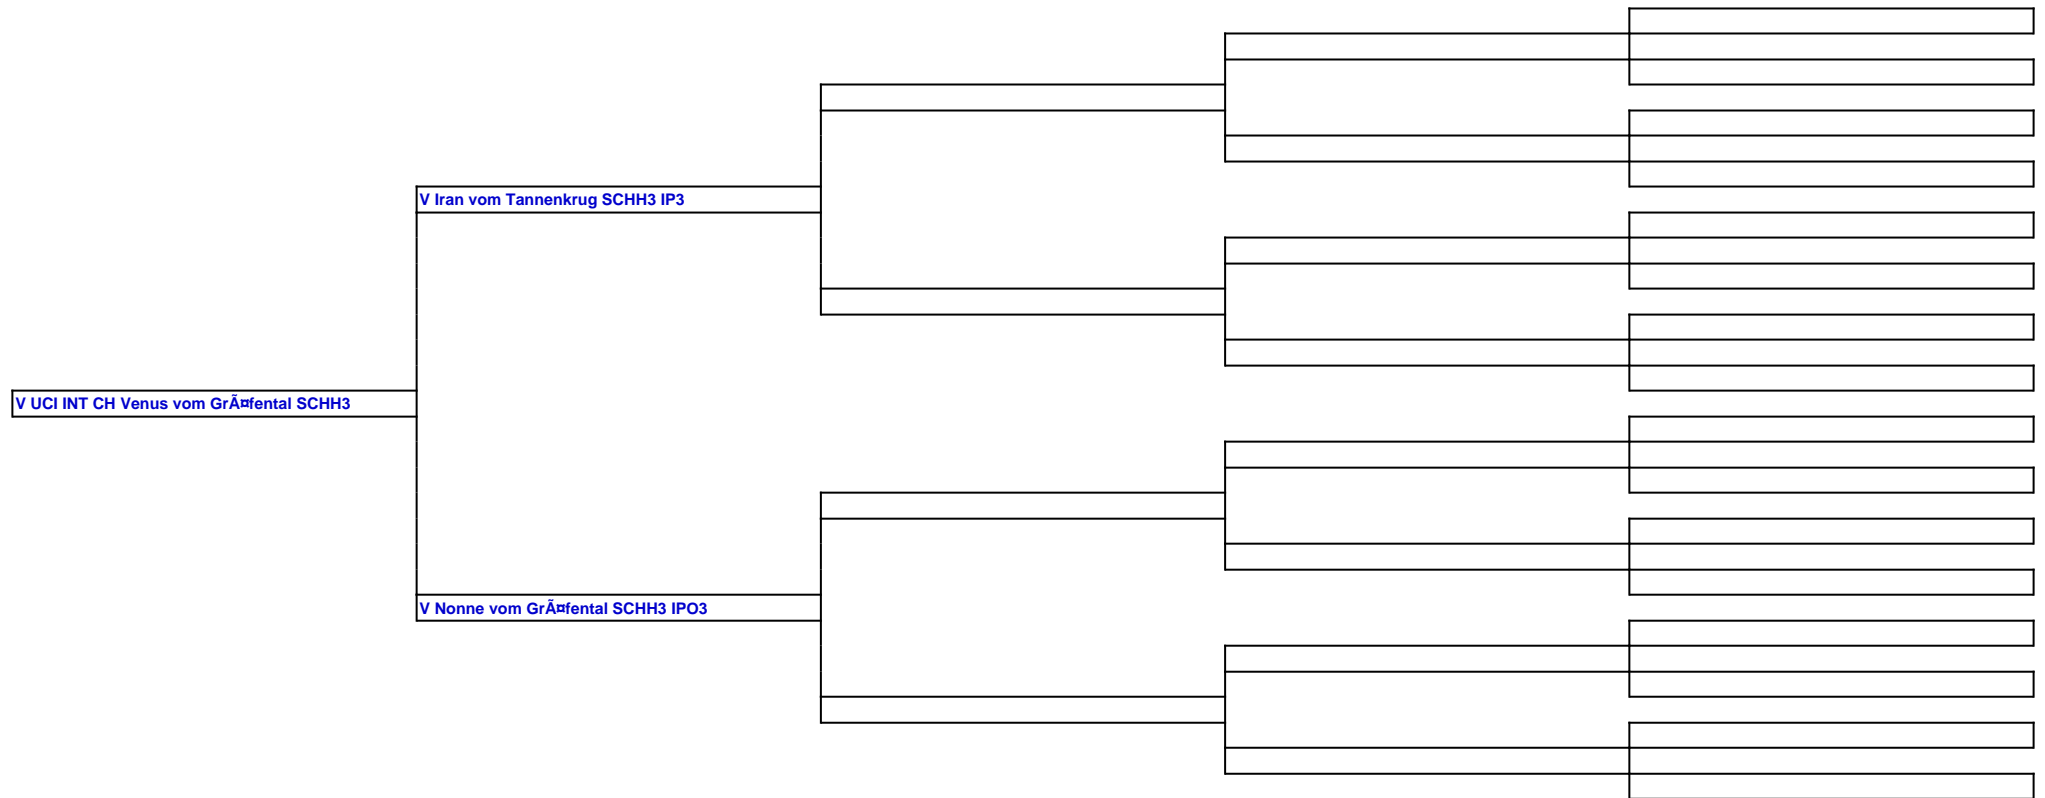 V Iran vom Tannenkrug SCHH3 IP3
V UCI INT CH Venus vom GrÃ¤fental SCHH3
V Nonne vom GrÃ¤fental SCHH3 IPO3